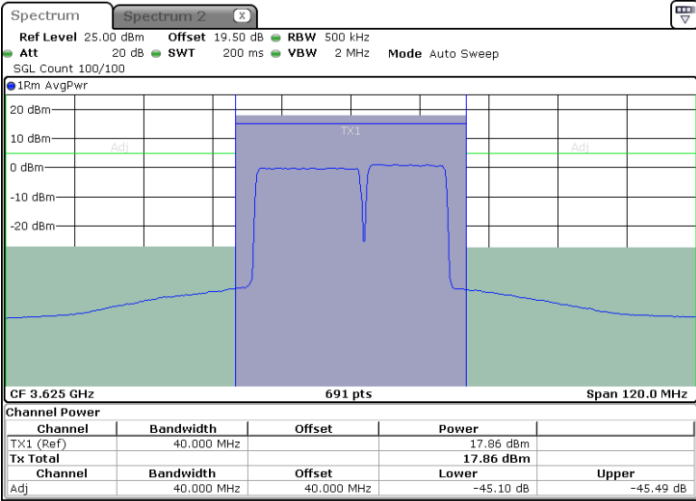 Spectrum Spectrum 2 X
Ref Level 25.00 dBm Offset 19.50 dB RBW 500 kHz
Att 20 dB SWT 200 ms VBW 2 MHz Mode Auto Sweep
SGL Count 100/100
1Rm AvgPwr
20 dBm
TX1
10 dBm
Adj Adj
0 dBm
-10 dBm
-20 dBm
CF 3.625 GHz 691 pts Span 120.0 MHz
Channel Power
Channel Bandwidth Offset Power
TX1 (Ref) 40.000 MHz 17.86 dBm
Tx Total 17.86 dBm
Channel Bandwidth Offset Lower Upper
Adj 40.000 MHz 40.000 MHz -45.10 dB -45.49 dB